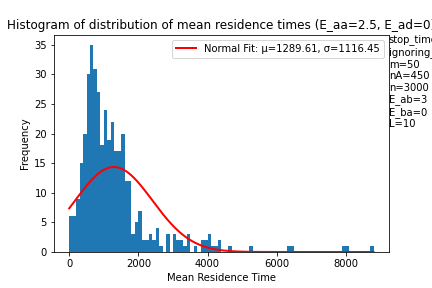 Histogram of distribution of mean residence times (E_aa=2.5, E_ad=0
Normal Fit: μ=1289.61, σ=1116.45
m=50
nA=450
n=3000
E_ab=3
E_ba=0
L=10
Frequency
35
30
25
20
15
10
5
0
0
2000
4000
6000
8000
Mean Residence Time